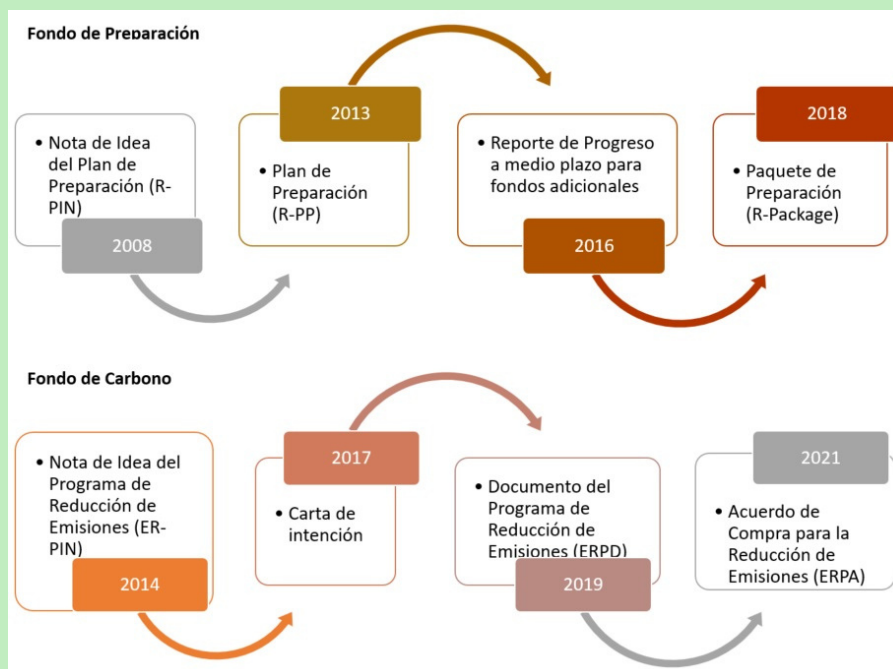 Fondo de Preparación
2013
2018
• Nota de Idea
del Plan de
Preparación (R-
PIN)
2008
• Plan de
Preparación
(R-PP)
• Reporte de Progreso
a medio plazo para
fondos adicionales
2016
• Paquete de
Preparación
(R-Package)
Fondo de Carbono
• Nota de Idea del
Programa de
Reducción de
Emisiones (ER-
PIN)
2014
2017
• Carta de
intención
• Documento del
Programa de
Reducción de
Emisiones (ERPD)
2019
2021
• Acuerdo de
Compra para la
Reducción de
Emisiones (ERPA)